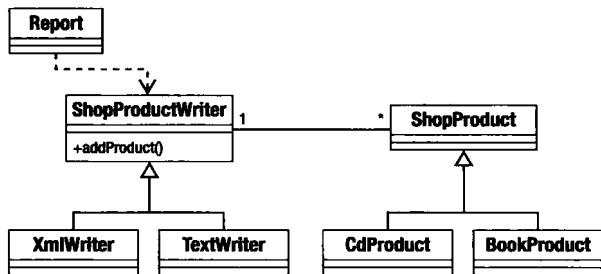 Report
ShopProductWriter
+addProduct()
1
*
ShopProduct
XmlWriter
TextWriter
CdProduct
BookProduct